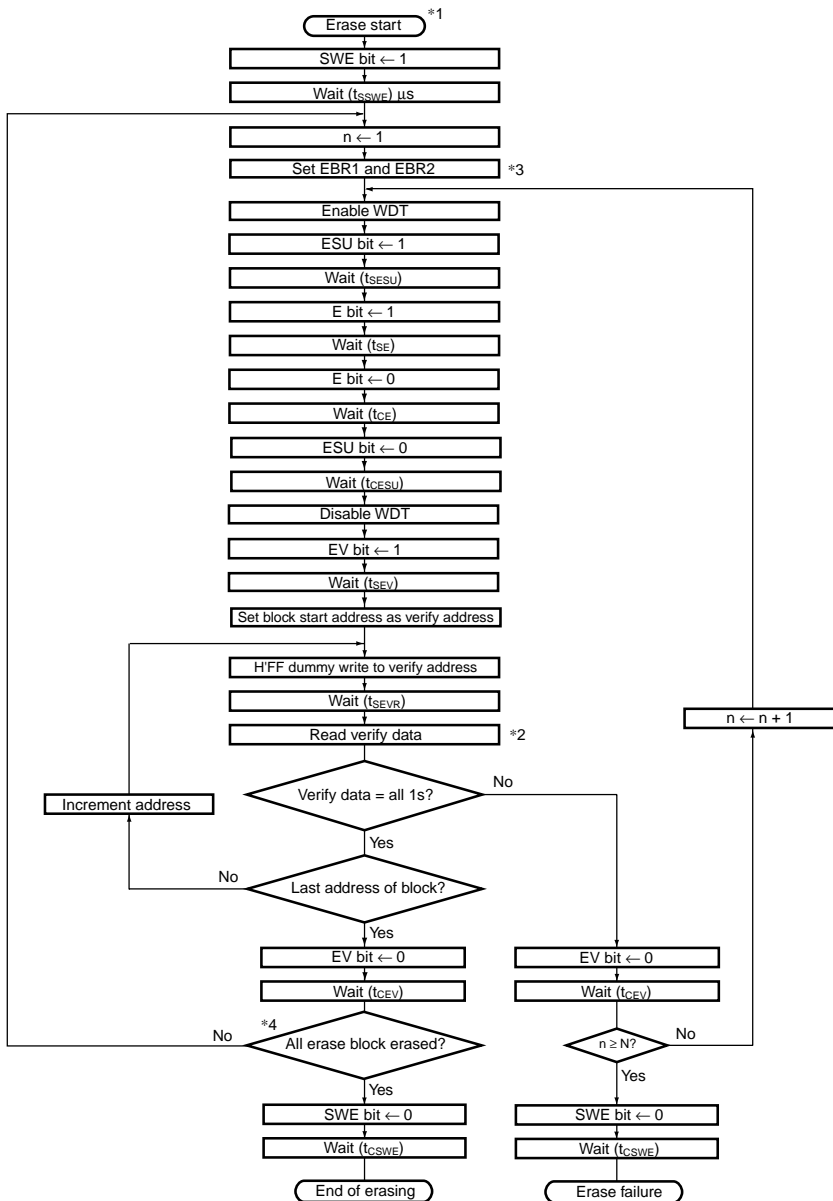 Erase start
*1
SWE bit ← 1
Wait (tSSWE) μs
n ← 1
Set EBR1 and EBR2
*3
Enable WDT
ESU bit ← 1
Wait (tSESU)
E bit ← 1
Wait (tSE)
E bit ← 0
Wait (tCE)
ESU bit ← 0
Wait (tCESU)
Disable WDT
EV bit ← 1
Wait (tSEV)
Set block start address as verify address
H'FF dummy write to verify address
Wait (tSEVR)
Read verify data
*2
n ← n + 1
Verify data = all 1s?
No
Increment address
Yes
No
Last address of block?
Yes
EV bit ← 0
EV bit ← 0
Wait (tCEV)
Wait (tCEV)
*4
No
All erase block erased?
n ≥ N?
No
Yes
Yes
SWE bit ← 0
SWE bit ← 0
Wait (tCSWE)
Wait (tCSWE)
End of erasing
Erase failure